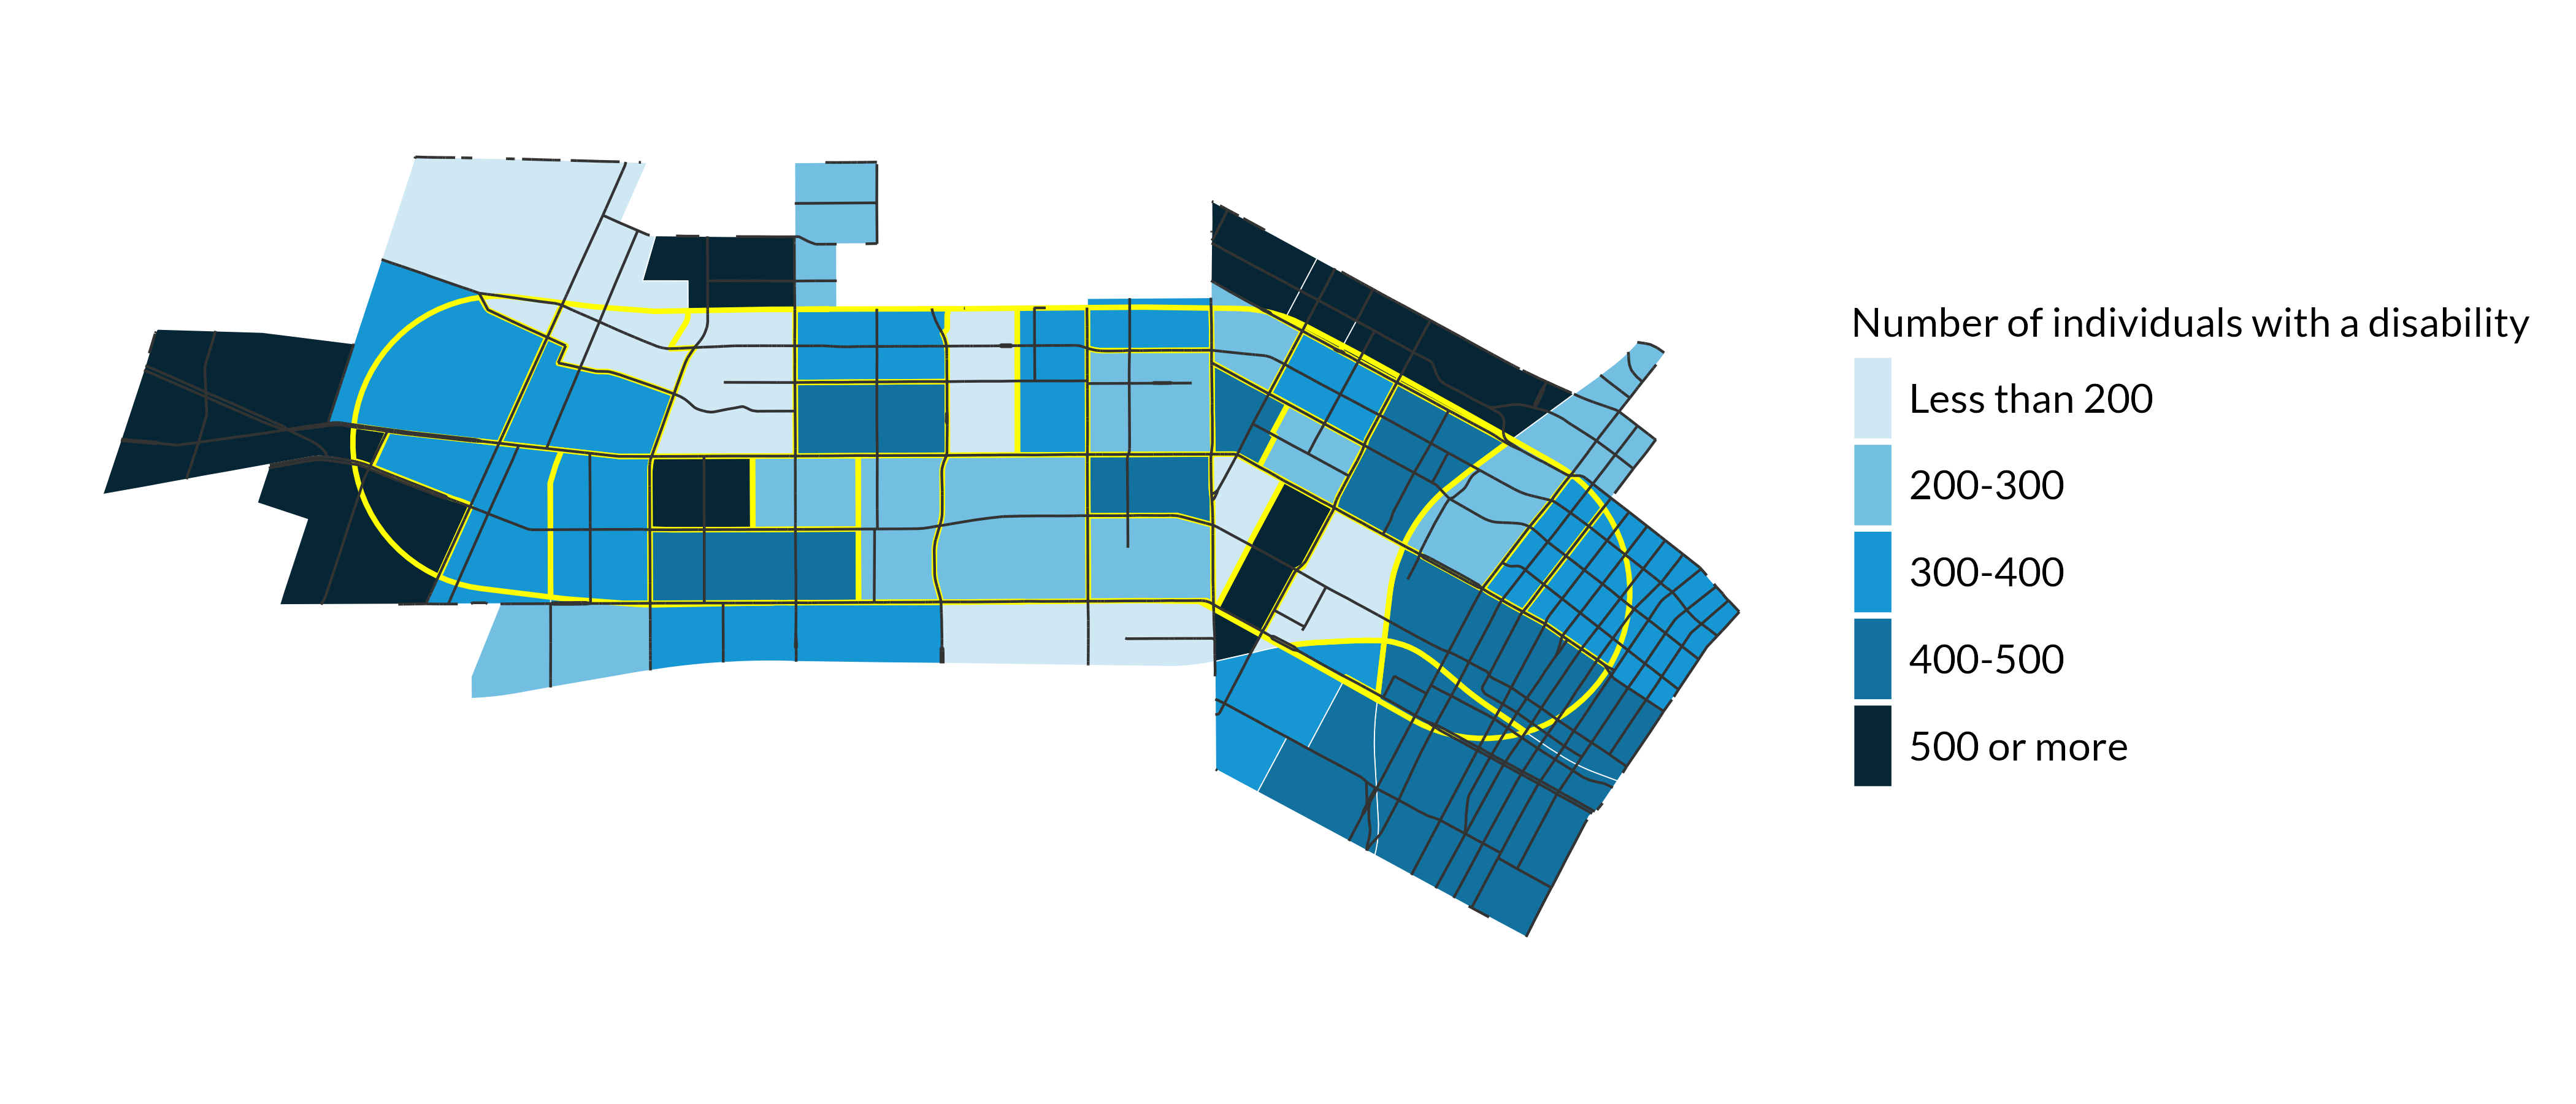 Number of individuals with a disability
Less than 200
200-300
300-400
400-500
500 or more